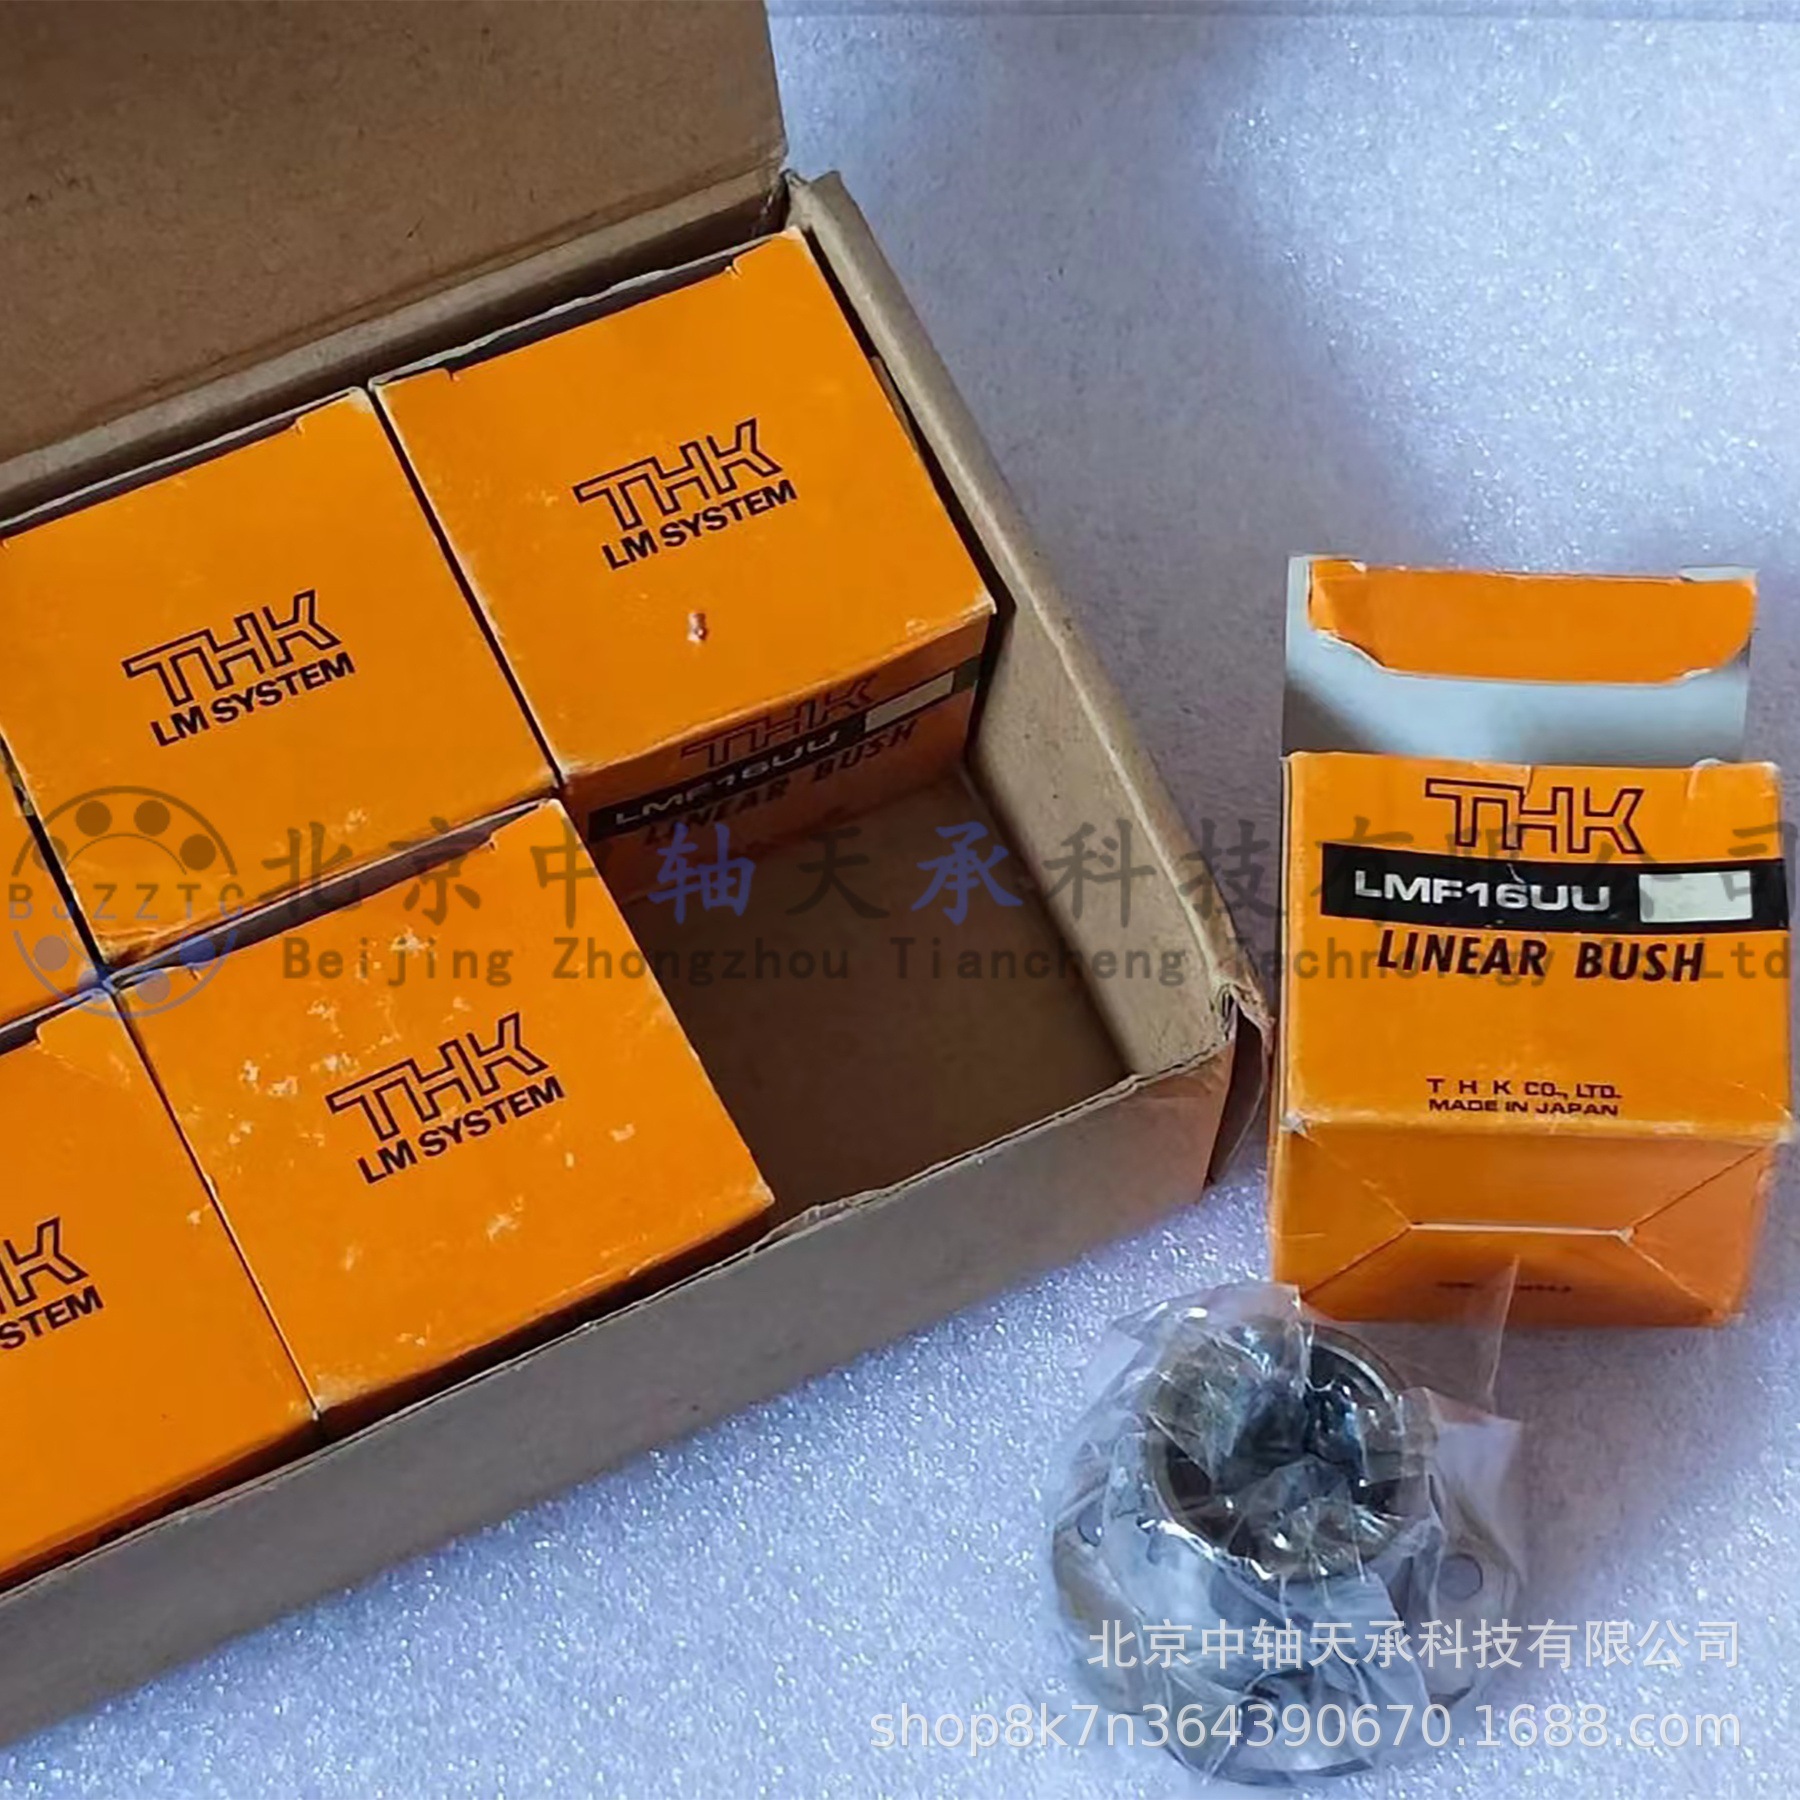 THK
LM SYSTEM
THK
LM SYSTEM
THK
LMF16UU
LINEAR BUSH
THK
LMF16UU
LINEAR BUSH
T H K CO., LTD.
MADE IN JAPAN
BJZZTC
北京中轴天承科技有限公司
Beijing Zhongzhou Tiancheng Technology Co Ltd
THK
LM SYSTEM
HK
STEM
北京中轴天承科技有限公司
shop8k7n364390670.1688.com